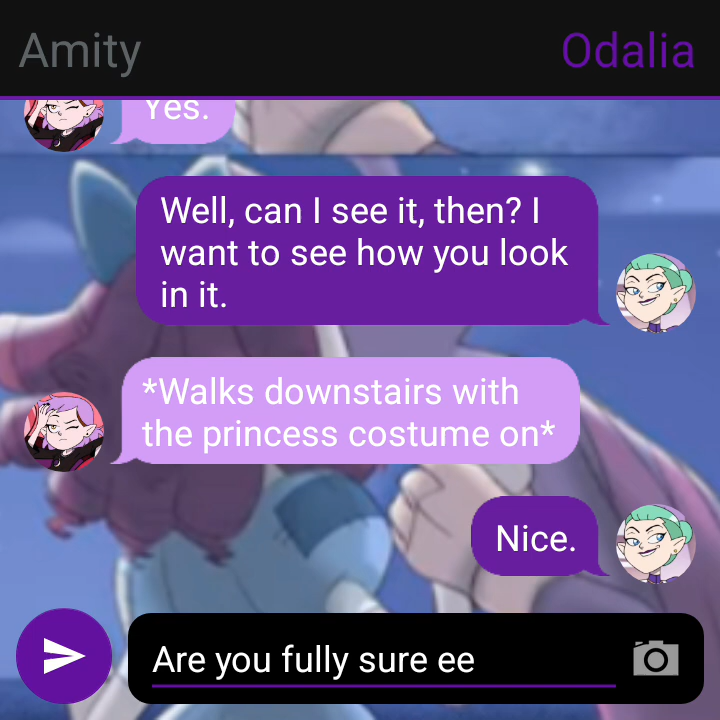 Amity
Odalia
Yes.
Well, can I see it, then? I
want to see how you look
in it.
*Walks downstairs with
the princess costume on*
Nice.
Are you fully sure ee